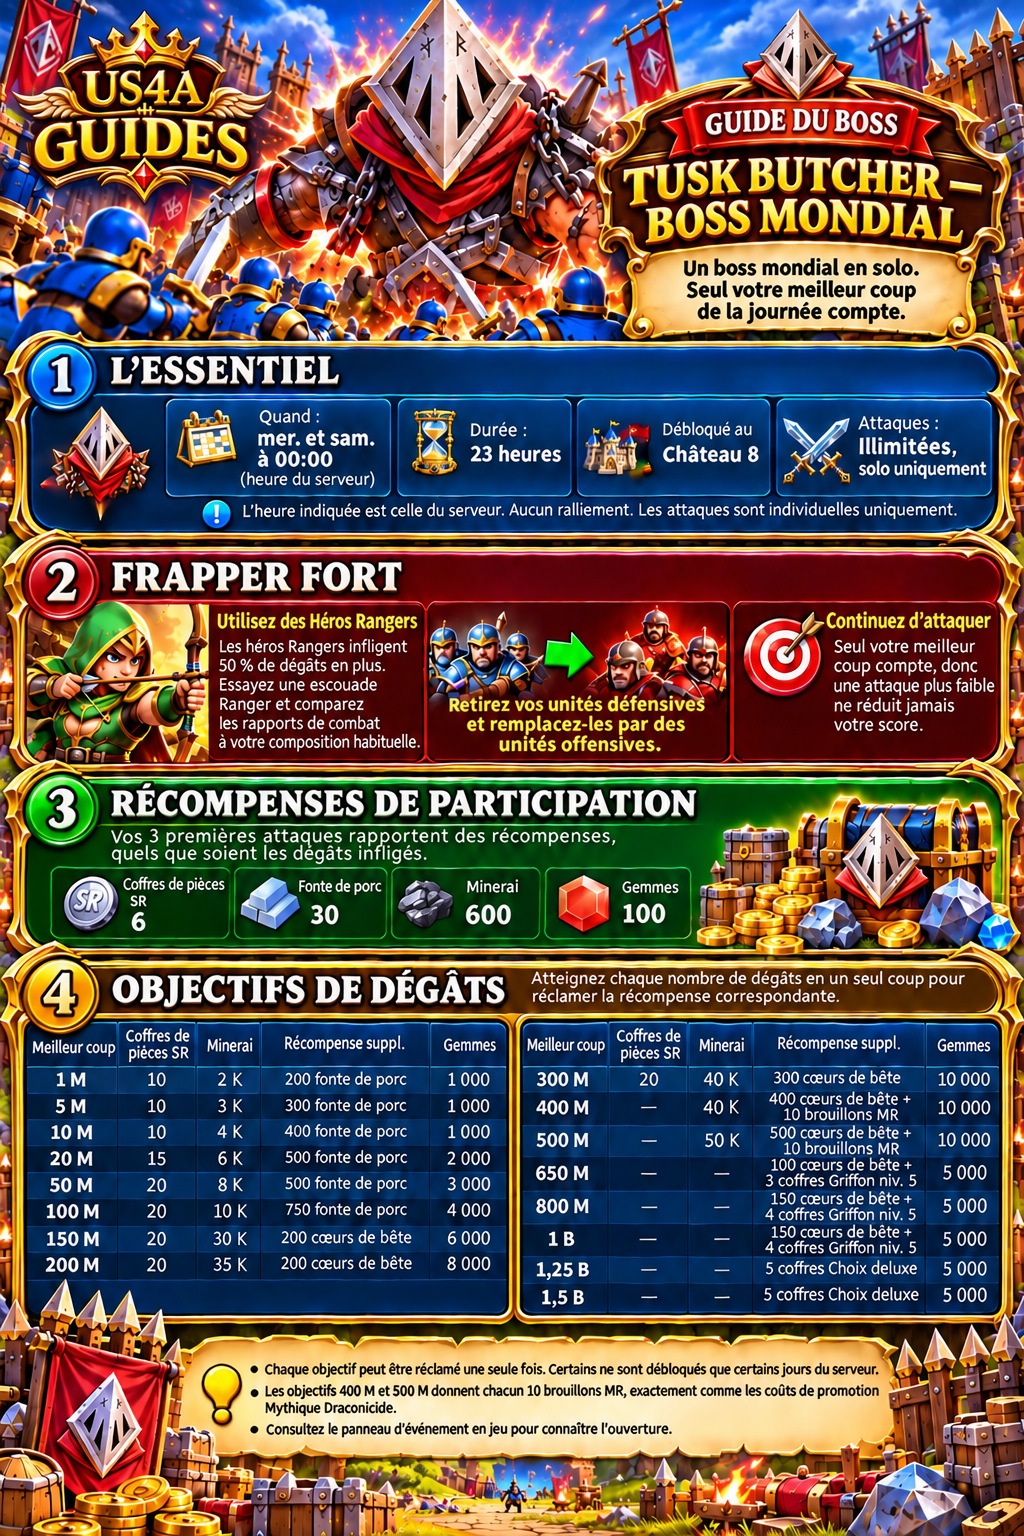 US4A
GUIDES
GUIDE DU BOSS
TUSK BUTCHER –
BOSS MONDIAL
Un boss mondial en solo.
Seul votre meilleur coup
de la journée compte.
1 L'ESSENTIEL
Quand :
mer. et sam.
à 00:00
(heure du serveur)
Durée :
23 heures
Débloqué au
Château 8
Attaques :
Illimitées,
solo uniquement
! L'heure indiquée est celle du serveur. Aucun ralliement. Les attaques sont individuelles uniquement.
2 FRAPPER FORT
Utilisez des Héros Rangers
Les héros Rangers infligent
50 % de dégâts en plus.
Essayez une escouade
Ranger et comparez
les rapports de combat
à votre composition habituelle.
Retirez vos unités défensives
et remplacez-les par des
unités offensives.
Continuez d'attaquer
Seul votre meilleur
coup compte, donc
une attaque plus faible
ne réduit jamais
votre score.
3 RÉCOMPENSES DE PARTICIPATION
Vos 3 premières attaques rapportent des récompenses,
quels que soient les dégâts infligés.
SR
Coffres de pièces
SR
6
Fonte de porc
30
Minerai
600
Gemmes
100
4 OBJECTIFS DE DÉGÂTS
Atteignez chaque nombre de dégâts en un seul coup pour
réclamer la récompense correspondante.
Meilleur coup Coffres de pièces SR Minerai Récompense suppl. Gemmes
1 M 10 2 K 200 fonte de porc 1 000
5 M 10 3 K 300 fonte de porc 1 000
10 M 10 4 K 400 fonte de porc 1 000
20 M 15 6 K 500 fonte de porc 2 000
50 M 20 8 K 500 fonte de porc 3 000
100 M 20 10 K 750 fonte de porc 4 000
150 M 20 30 K 200 cœurs de bête 6 000
200 M 20 35 K 200 cœurs de bête 8 000
Meilleur coup Coffres de pièces SR Minerai Récompense suppl. Gemmes
300 M 20 40 K 300 cœurs de bête 10 000
400 M — 40 K 400 cœurs de bête + 10 brouillons MR 10 000
500 M — 50 K 500 cœurs de bête + 10 brouillons MR 10 000
650 M — — 100 cœurs de bête + 3 coffres Griffon niv. 5 5 000
800 M — — 150 cœurs de bête + 4 coffres Griffon niv. 5 5 000
1 B — — 150 cœurs de bête + 4 coffres Griffon niv. 5 5 000
1,25 B — — 5 coffres Choix deluxe 5 000
1,5 B — — 5 coffres Choix deluxe 5 000
• Chaque objectif peut être réclamé une seule fois. Certains ne sont débloqués que certains jours du serveur.
• Les objectifs 400 M et 500 M donnent chacun 10 brouillons MR, exactement comme les coûts de promotion
Mythique Draconicide.
• Consultez le panneau d'événement en jeu pour connaître l'ouverture.